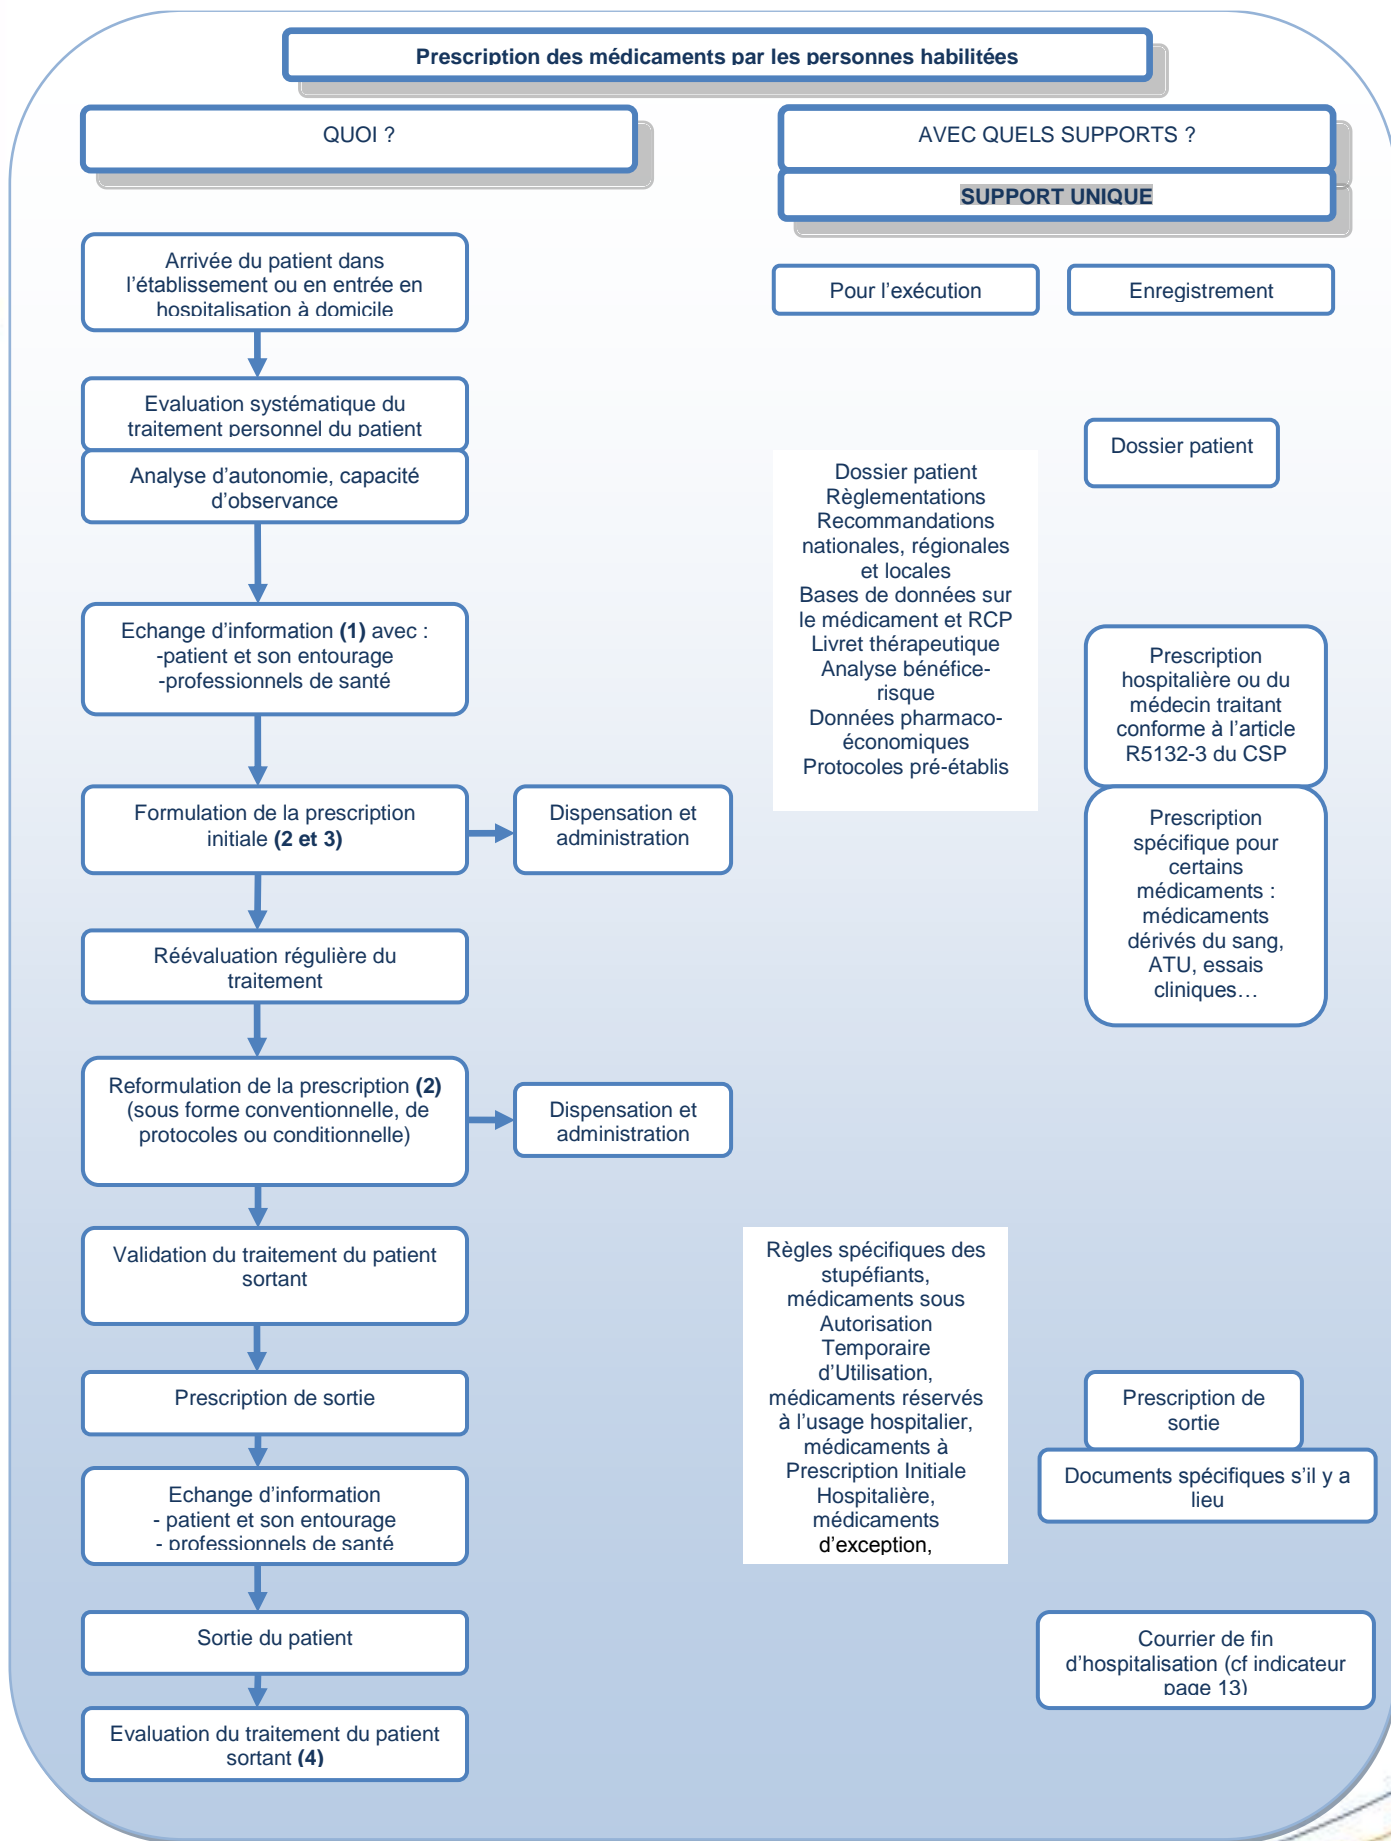 Prescription des médicaments par les personnes habilitées
QUOI ?
AVEC QUELS SUPPORTS ?
SUPPORT UNIQUE
Pour l'exécution
Enregistrement
Arrivée du patient dans
l'établissement ou en entrée en
hospitalisation à domicile
Evaluation systématique du
traitement personnel du patient
Analyse d'autonomie, capacité
d'observance
Echange d'information (1) avec :
-patient et son entourage
-professionnels de santé
Formulation de la prescription
initiale (2 et 3)
Dispensation et
administration
Réévaluation régulière du
traitement
Reformulation de la prescription (2)
(sous forme conventionnelle, de
protocoles ou conditionnelle)
Dispensation et
administration
Validation du traitement du patient
sortant
Prescription de sortie
Echange d'information
- patient et son entourage
- professionnels de santé
Sortie du patient
Evaluation du traitement du patient
sortant (4)
Dossier patient
Règlementations
Recommandations
nationales, régionales
et locales
Bases de données sur
le médicament et RCP
Livret thérapeutique
Analyse bénéfice-
risque
Données pharmaco-
économiques
Protocoles pré-établis
Règles spécifiques des
stupéfiants,
médicaments sous
Autorisation
Temporaire
d'Utilisation,
médicaments réservés
à l'usage hospitalier,
médicaments à
Prescription Initiale
Hospitalière,
médicaments
d'exception,
Dossier patient
Prescription
hospitalière ou du
médecin traitant
conforme à l'article
R5132-3 du CSP
Prescription
spécifique pour
certains
médicaments :
médicaments
dérivés du sang,
ATU, essais
cliniques…
Prescription de
sortie
Documents spécifiques s'il y a
lieu
Courrier de fin
d'hospitalisation (cf indicateur
page 13)